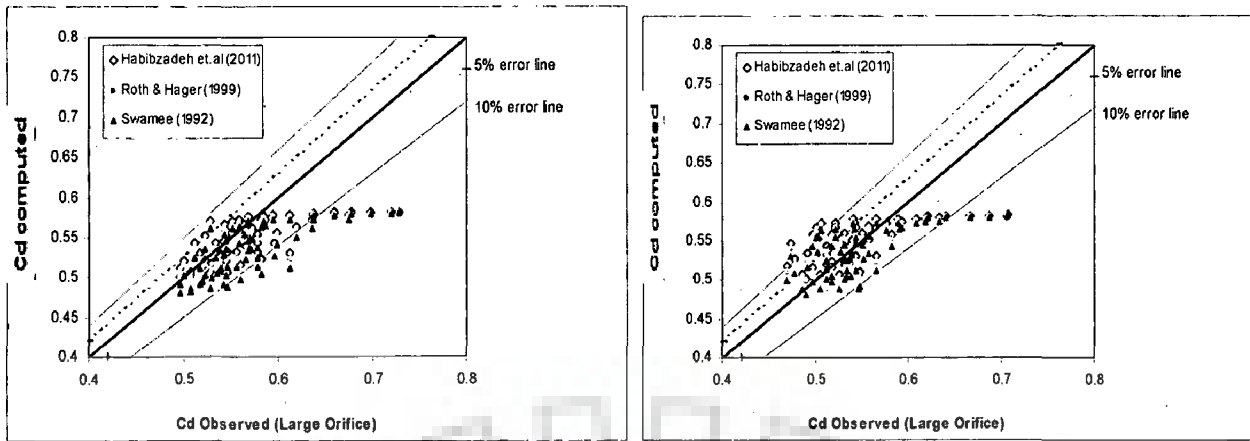 0.8
0.75
0.7
0.65
0.6
0.55
0.5
0.45
0.4
Cd computed
Habibzadeh et.al (2011)
Roth & Hager (1999)
Swamee (1992)
5% error line
10% error line
0.4 0.5 0.6 0.7 0.8
Cd Observed (Large Orifice)
0.8
0.75
0.7
0.65
0.6
0.55
0.5
0.45
0.4
Cd computed
Habibzadeh et.al (2011)
Roth & Hager (1999)
Swamee (1992)
5% error line
10% error line
0.4 0.5 0.6 0.7 0.8
Cd Observed (Large Orifice)